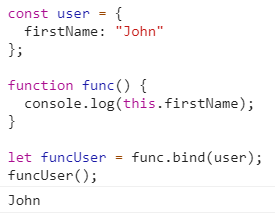 const user = {
  firstName: "John"
};

function func() {
  console.log(this.firstName);
}

let funcUser = func.bind(user);
funcUser();
John